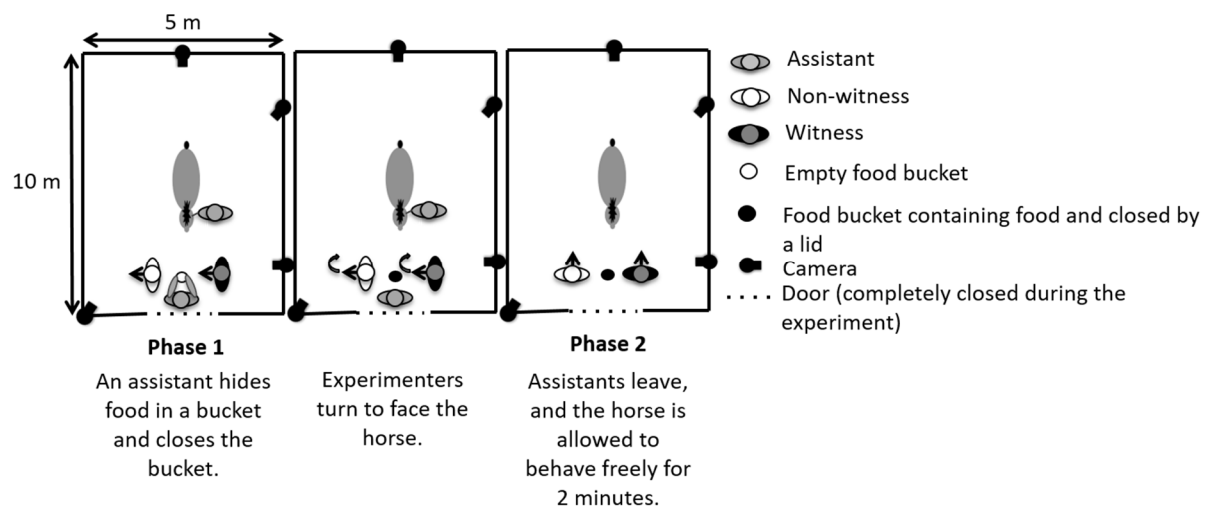 5 m
10 m
Assistant
Non-witness
Witness
Empty food bucket
Food bucket containing food and closed by
a lid
Camera
Door (completely closed during the
experiment)
Phase 1
An assistant hides
food in a bucket
and closes the
bucket.
Experimenters
turn to face the
horse.
Phase 2
Assistants leave,
and the horse is
allowed to
behave freely for
2 minutes.